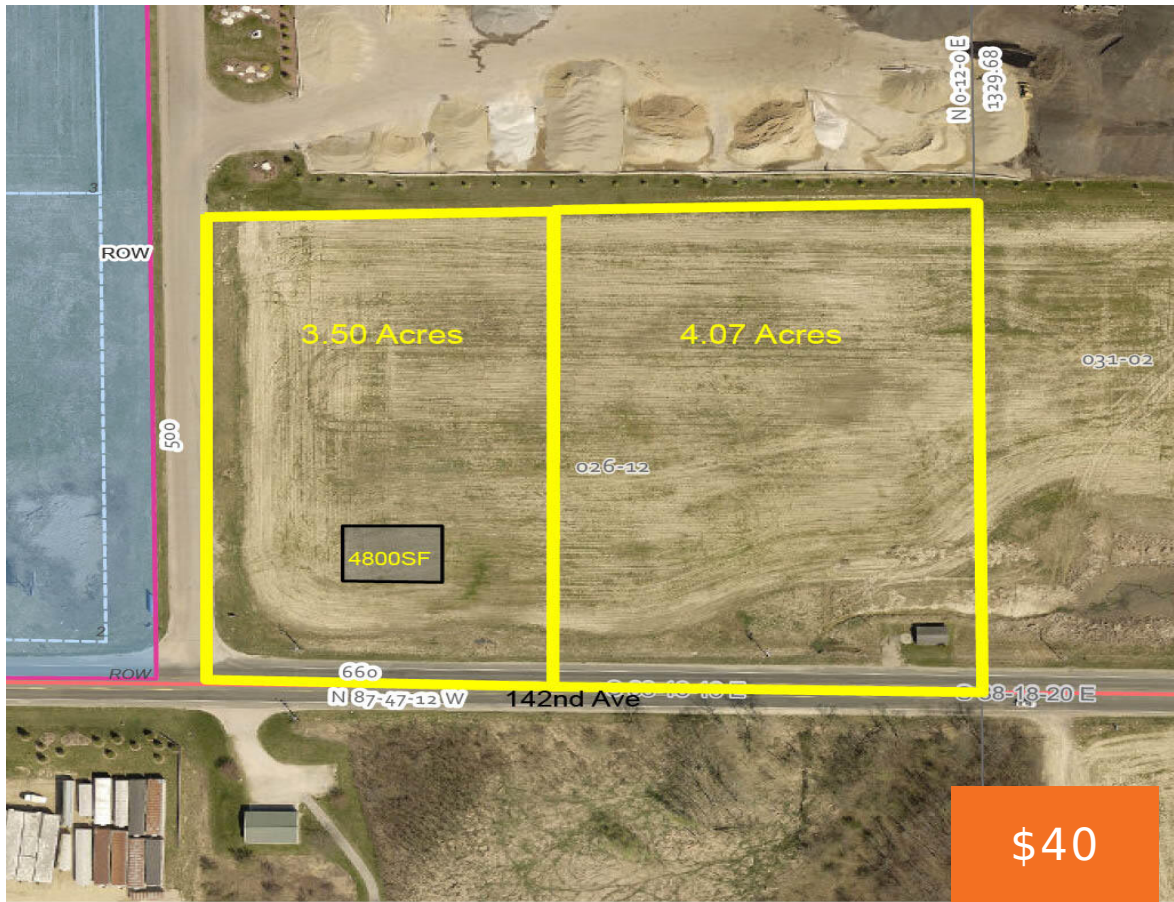 N 0-12-0 E
1329.68
3
ROW
3.50 Acres
4.07 Acres
031-02
500
026-12
4800SF
2
ROW
660
N 87-47-12 W
142nd Ave
-18-20 E
$40